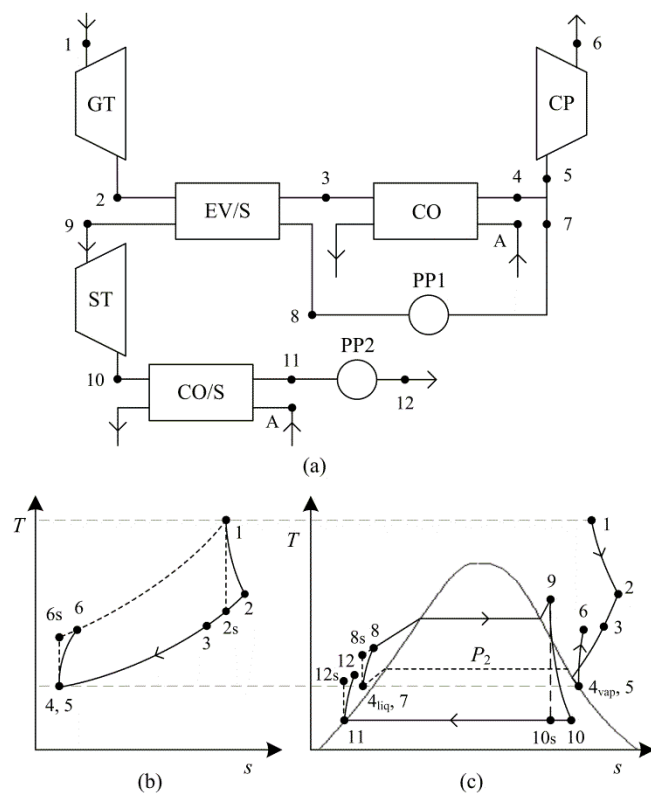 1
6
GT
CP
2
3
4
5
9
EV/S
CO
7
A
ST
PP1
8
10
11
PP2
CO/S
12
A
(a)
T
1
6s
6
2
3
2s
4, 5
s
(b)
T
1
9
2
6
3
8s
8
P2
12s
12
4liq, 7
4vap, 5
11
10s
10
s
(c)